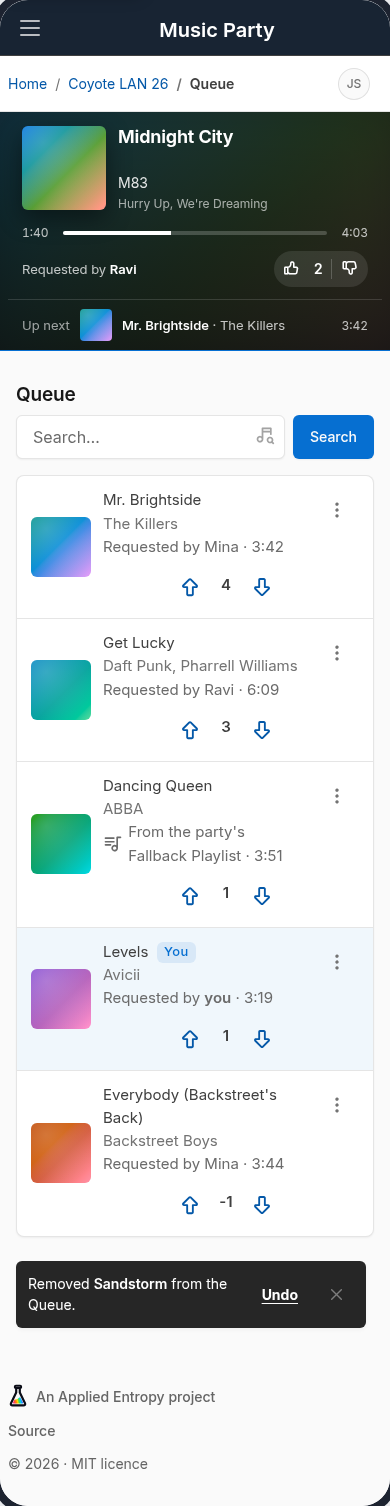 Music Party
Home / Coyote LAN 26 / Queue
JS
Midnight City
M83
Hurry Up, We're Dreaming
1:40
4:03
Requested by Ravi
2
Up next
Mr. Brightside · The Killers
3:42
Queue
Search...
Search
Mr. Brightside
The Killers
Requested by Mina · 3:42
4
Get Lucky
Daft Punk, Pharrell Williams
Requested by Ravi · 6:09
3
Dancing Queen
ABBA
From the party's
Fallback Playlist · 3:51
1
Levels You
Avicii
Requested by you · 3:19
1
Everybody (Backstreet's
Back)
Backstreet Boys
Requested by Mina · 3:44
-1
Removed Sandstorm from the
Queue.
Undo
An Applied Entropy project
Source
© 2026 · MIT licence